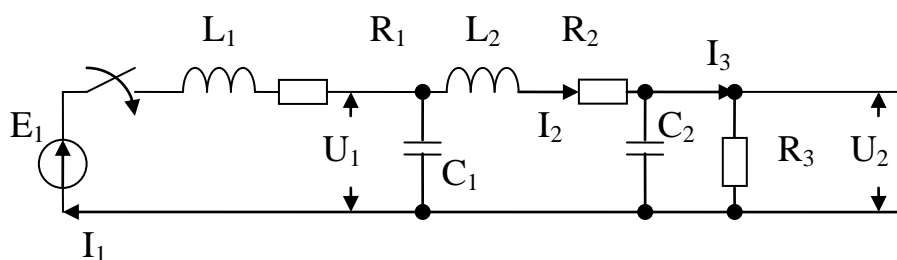 L₁ R₁ L₂ R₂ I₃
E₁ U₁ C₁ I₂ C₂ R₃ U₂
I₁